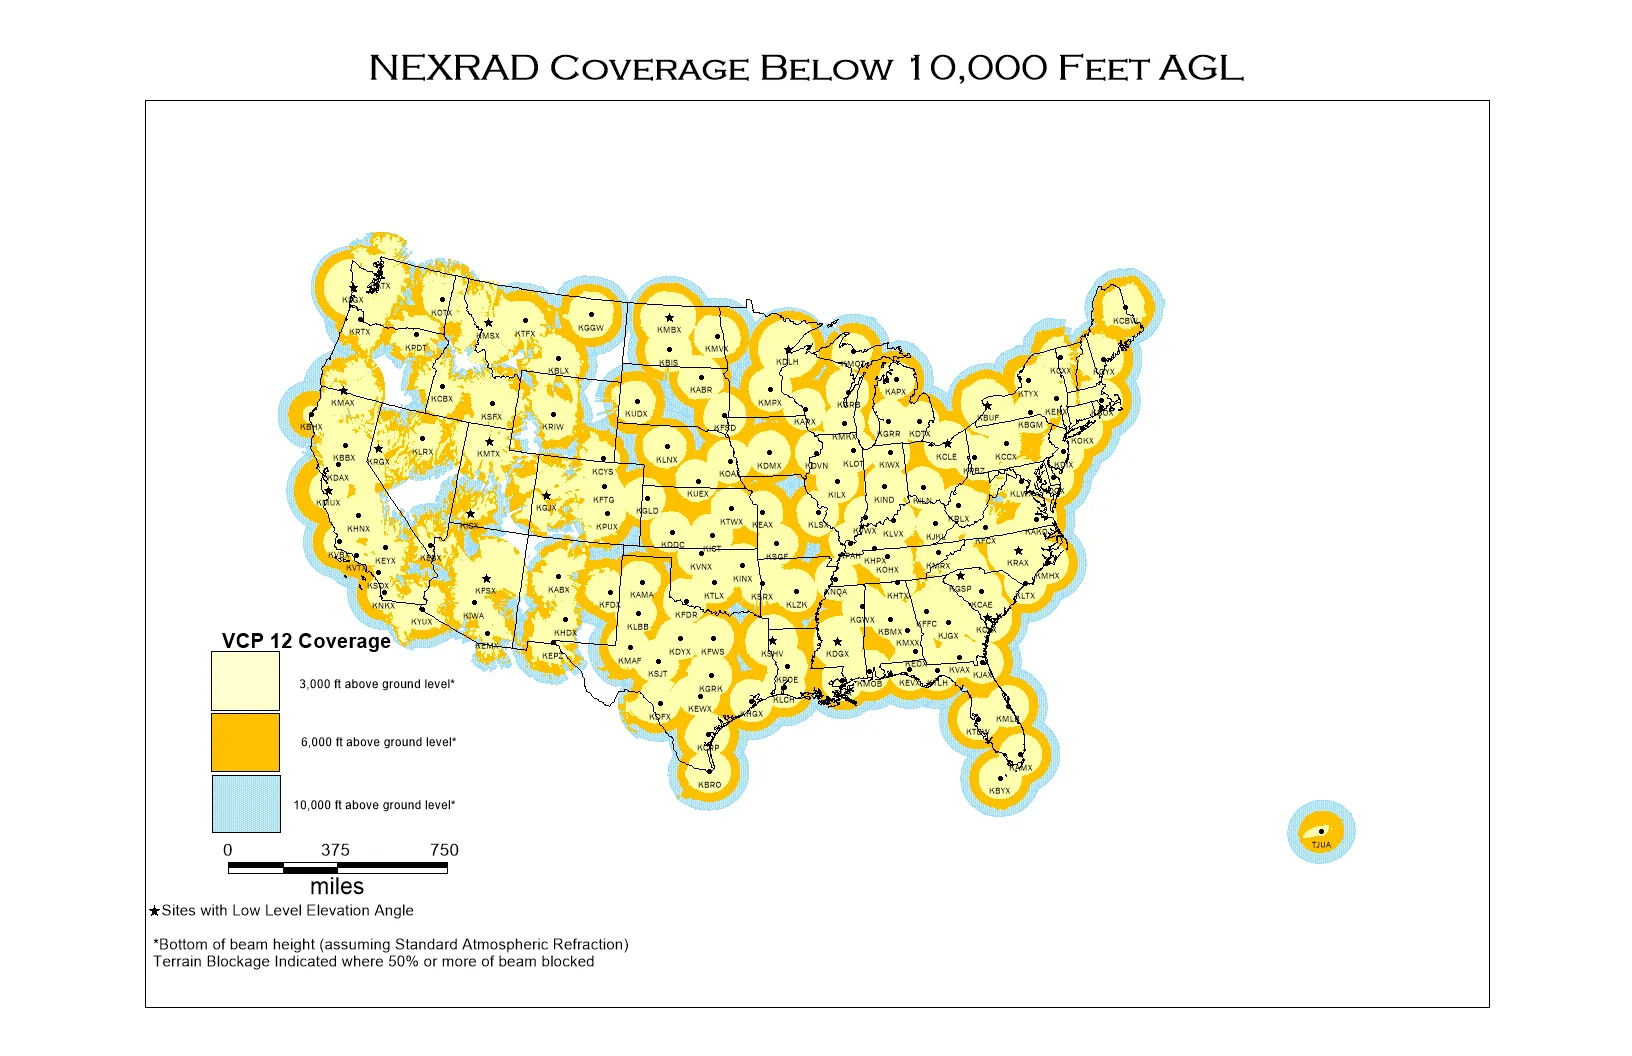 NEXRAD COVERAGE BELOW 10,000 FEET AGL
KATX
KLGX
KOTX
KRTX
KPDT
KMSX
KTFX
KGGW
KBLX
KMBX
KBIS
KMVX
KDLH
KMQT
KCBW
KABR
KMPX
KAPX
KCXX
KGYX
KTYX
KMAX
KCBX
KSFX
KRIW
KUDX
KFSD
KARX
KGRB
KBUF
KENX
KBOX
KBHX
KLRX
KMKX
KGRR
KDTX
KBGM
KOKX
KBBX
KRGX
KMTX
KCYS
KLNX
KOAX
KDMX
KDVN
KLOT
KIWX
KCLE
KPBZ
KCCX
KDIX
KDAX
KMUX
KICX
KGJX
KFTG
KUEX
KILX
KIND
KILN
KLWX
KDOX
KHNX
KPUX
KGLD
KTWX
KEAX
KLSX
KVWX
KLVX
KJKL
KRLX
KFCX
KAKQ
KVBX
KVTX
KEYX
KESX
KDDC
KICT
KSGF
KPAH
KHPX
KOHX
KMRX
KRAX
KMHX
KSOX
KNKX
KYUX
KFSX
KIWA
KEMX
KABX
KHDX
KEPZ
KFDX
KAMA
KLBB
KVNX
KINX
KTLX
KFDR
KSRX
KLZK
KNQA
KHTX
KGSP
KCAE
KLTX
KCLX
KGWX
KBMX
KFFC
KJGX
KMXX
KMAF
KSJT
KDYX
KFWS
KSHV
KDGX
KEOX
KVAX
KJAX
KGRK
KPOE
KLCH
KMOB
KEVX
KTLH
KDFX
KEWX
KHGX
KMLB
KTBW
KCRP
KBRO
KAMX
KBYX
TJUA
VCP 12 Coverage
3,000 ft above ground level*
6,000 ft above ground level*
10,000 ft above ground level*
0 375 750
miles
★Sites with Low Level Elevation Angle
*Bottom of beam height (assuming Standard Atmospheric Refraction)
Terrain Blockage Indicated where 50% or more of beam blocked